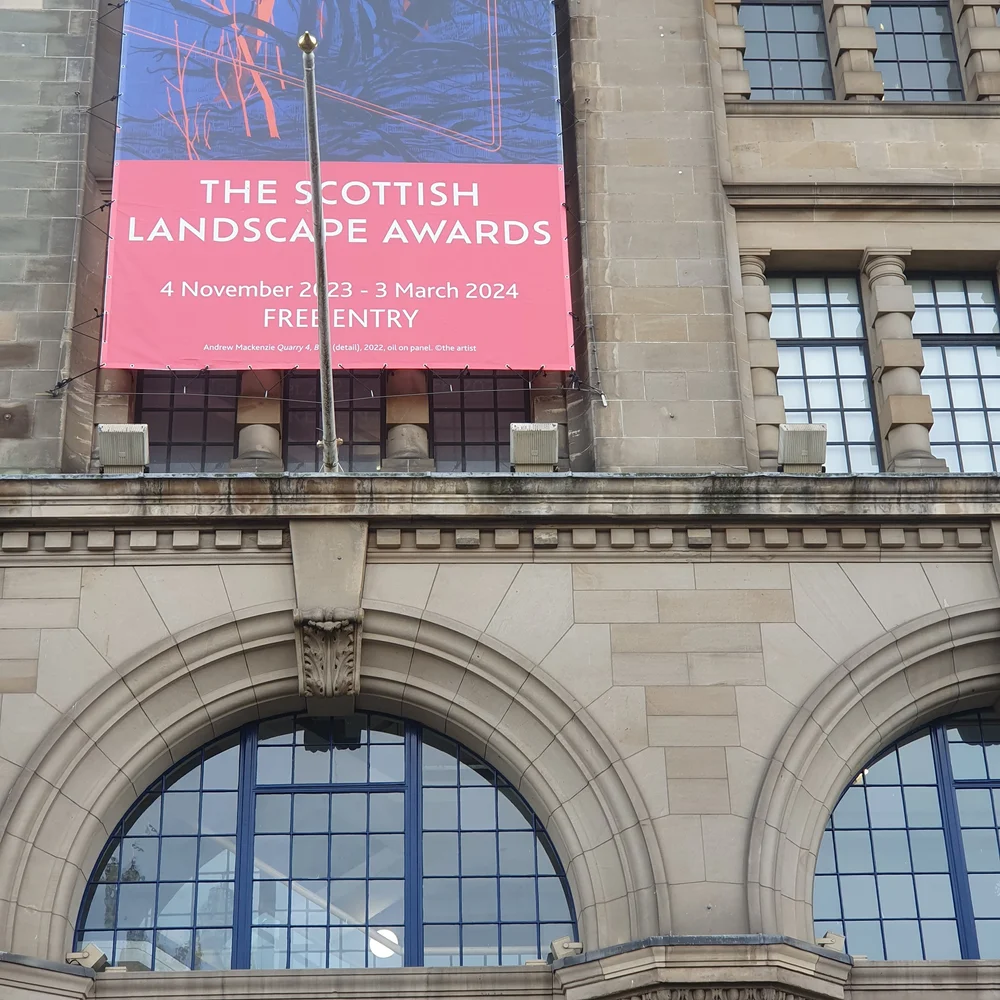 THE SCOTTISH
LANDSCAPE AWARDS
4 November 2023 - 3 March 2024
FREE ENTRY
Andrew Mackenzie Quarry 4, (detail), 2022, oil on panel. ©the artist